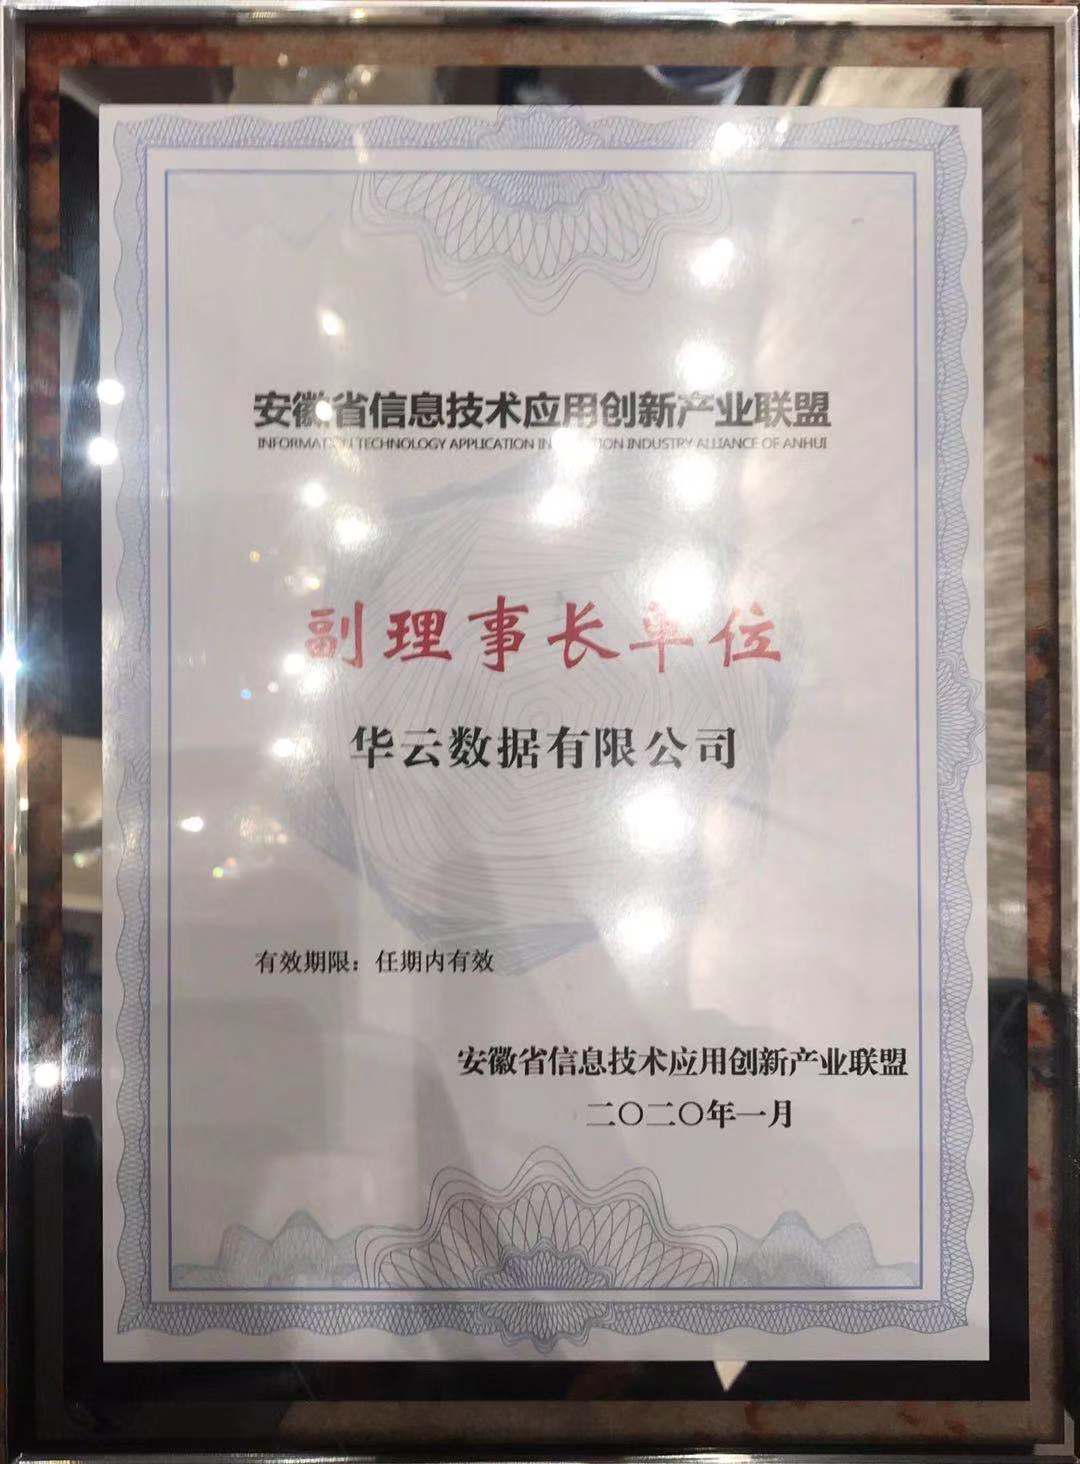 安徽省信息技术应用创新产业联盟
INFORMATION TECHNOLOGY APPLICATION INNOVATION INDUSTRY ALLIANCE OF ANHUI
副理事长单位
华云数据有限公司
有效期限：任期内有效
安徽省信息技术应用创新产业联盟
二〇二〇年一月